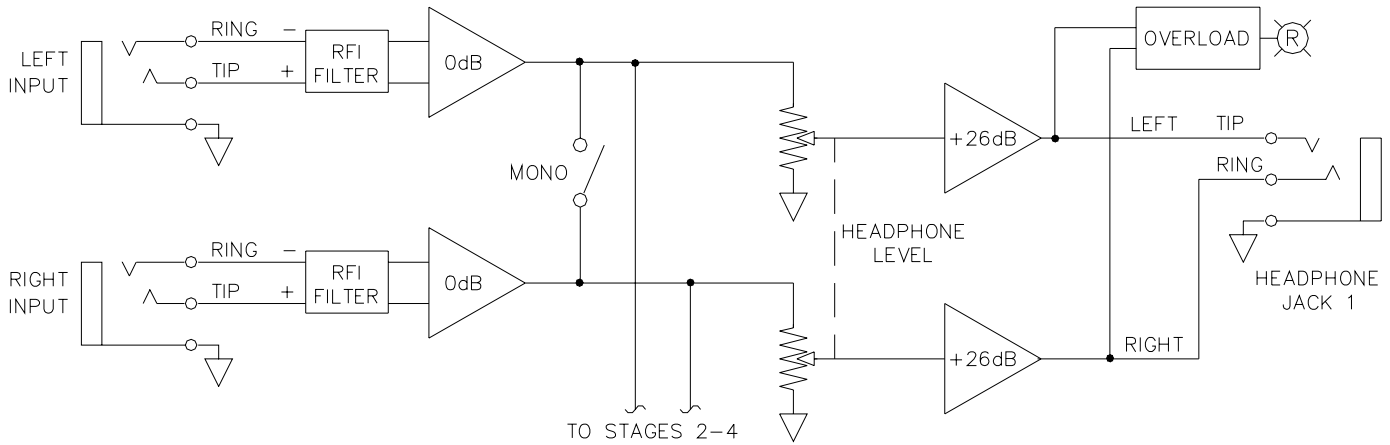 LEFT
INPUT
RING
−
TIP
+
RFI
FILTER
0dB
MONO
RIGHT
INPUT
RING
−
TIP
+
RFI
FILTER
0dB
TO STAGES 2−4
HEADPHONE
LEVEL
+26dB
+26dB
OVERLOAD
R
LEFT
TIP
RING
RIGHT
HEADPHONE
JACK 1